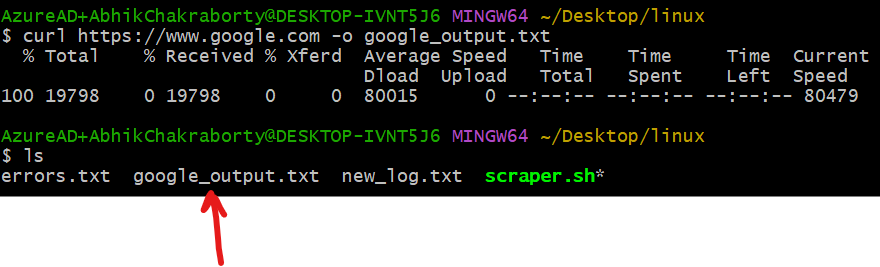 AzureAD+AbhikChakraborty@DESKTOP-IVNT5J6 MINGW64 ~/Desktop/linux
$ curl https://www.google.com -o google_output.txt
  % Total    % Received % Xferd  Average Speed   Time    Time     Time  Current
                                 Dload  Upload   Total   Spent    Left  Speed
100 19798    0 19798    0     0  80015      0 --:--:-- --:--:-- --:--:-- 80479
AzureAD+AbhikChakraborty@DESKTOP-IVNT5J6 MINGW64 ~/Desktop/linux
$ ls
errors.txt  google_output.txt  new_log.txt  scraper.sh*